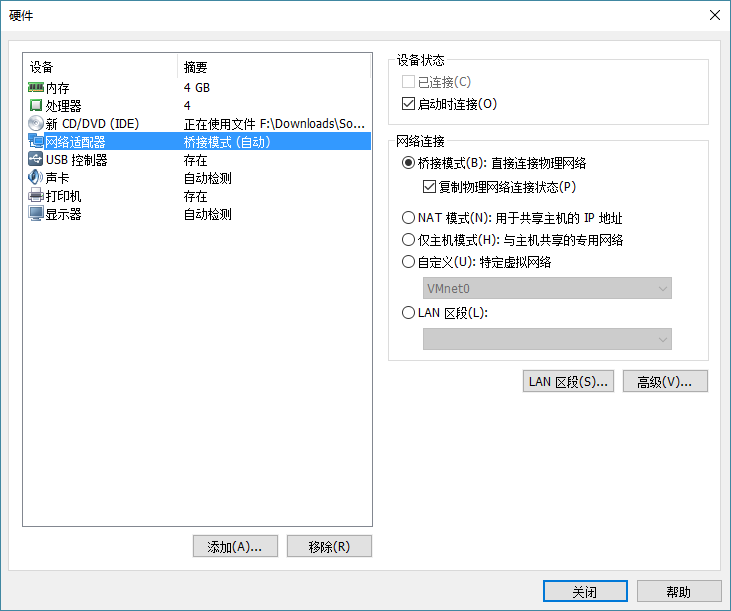 硬件
设备 摘要
内存 4 GB
处理器 4
新 CD/DVD (IDE) 正在使用文件 F:\Downloads\So...
网络适配器 桥接模式 (自动)
USB 控制器 存在
声卡 自动检测
打印机 存在
显示器 自动检测
添加(A)...
移除(R)
设备状态
已连接(C)
启动时连接(O)
网络连接
桥接模式(B): 直接连接物理网络
复制物理网络连接状态(P)
NAT 模式(N): 用于共享主机的 IP 地址
仅主机模式(H): 与主机共享的专用网络
自定义(U): 特定虚拟网络
VMnet0
LAN 区段(L):
LAN 区段(S)...
高级(V)...
关闭
帮助